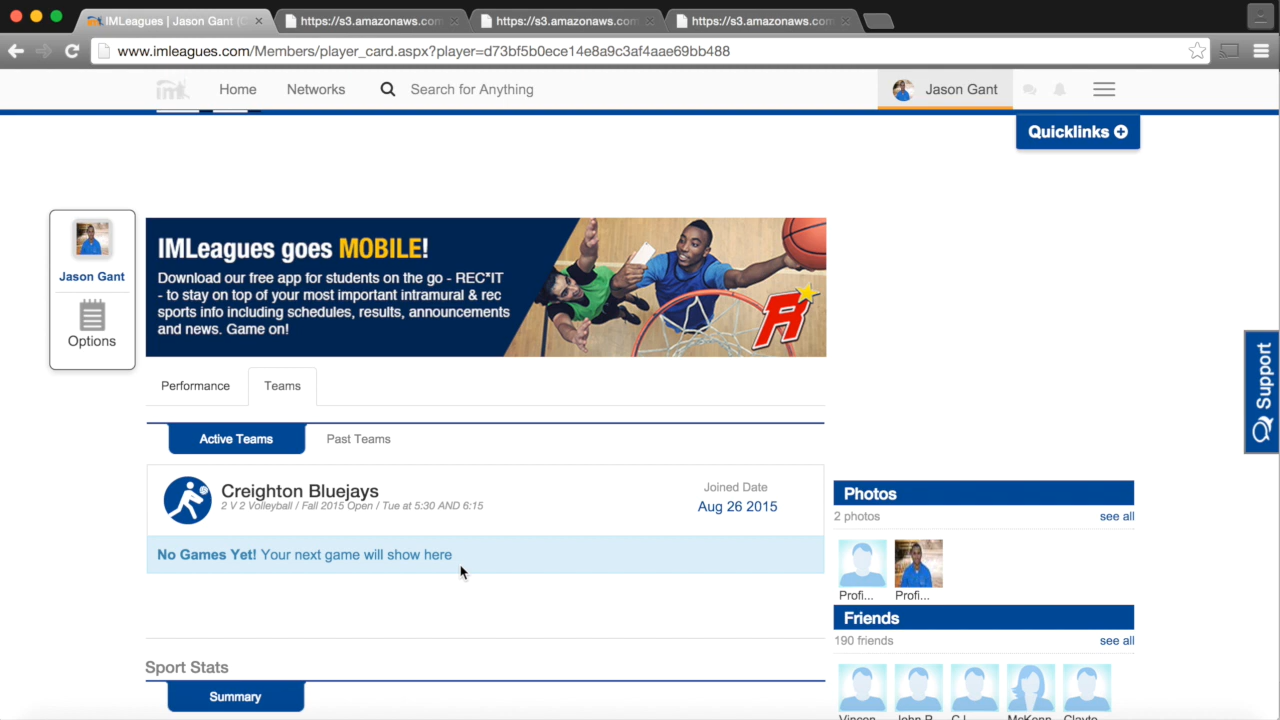 IMLeagues | Jason Gant (C
https://s3.amazonaws.com
https://s3.amazonaws.com
https://s3.amazonaws.com
www.imleagues.com/Members/player_card.aspx?player=d73bf5b0ece14e8a9c3af4aae69bb488
iml
Home
Networks
Search for Anything
Jason Gant
Quicklinks
Jason Gant
Options
IMLeagues goes MOBILE!
Download our free app for students on the go - REC*IT
- to stay on top of your most important intramural & rec
sports info including schedules, results, announcements
and news. Game on!
R
Support
Performance
Teams
Active Teams
Past Teams
Creighton Bluejays
2 V 2 Volleyball / Fall 2015 Open / Tue at 5:30 AND 6:15
Joined Date
Aug 26 2015
No Games Yet! Your next game will show here
Photos
2 photos
see all
Profi...
Profi...
Friends
190 friends
see all
Sport Stats
Summary